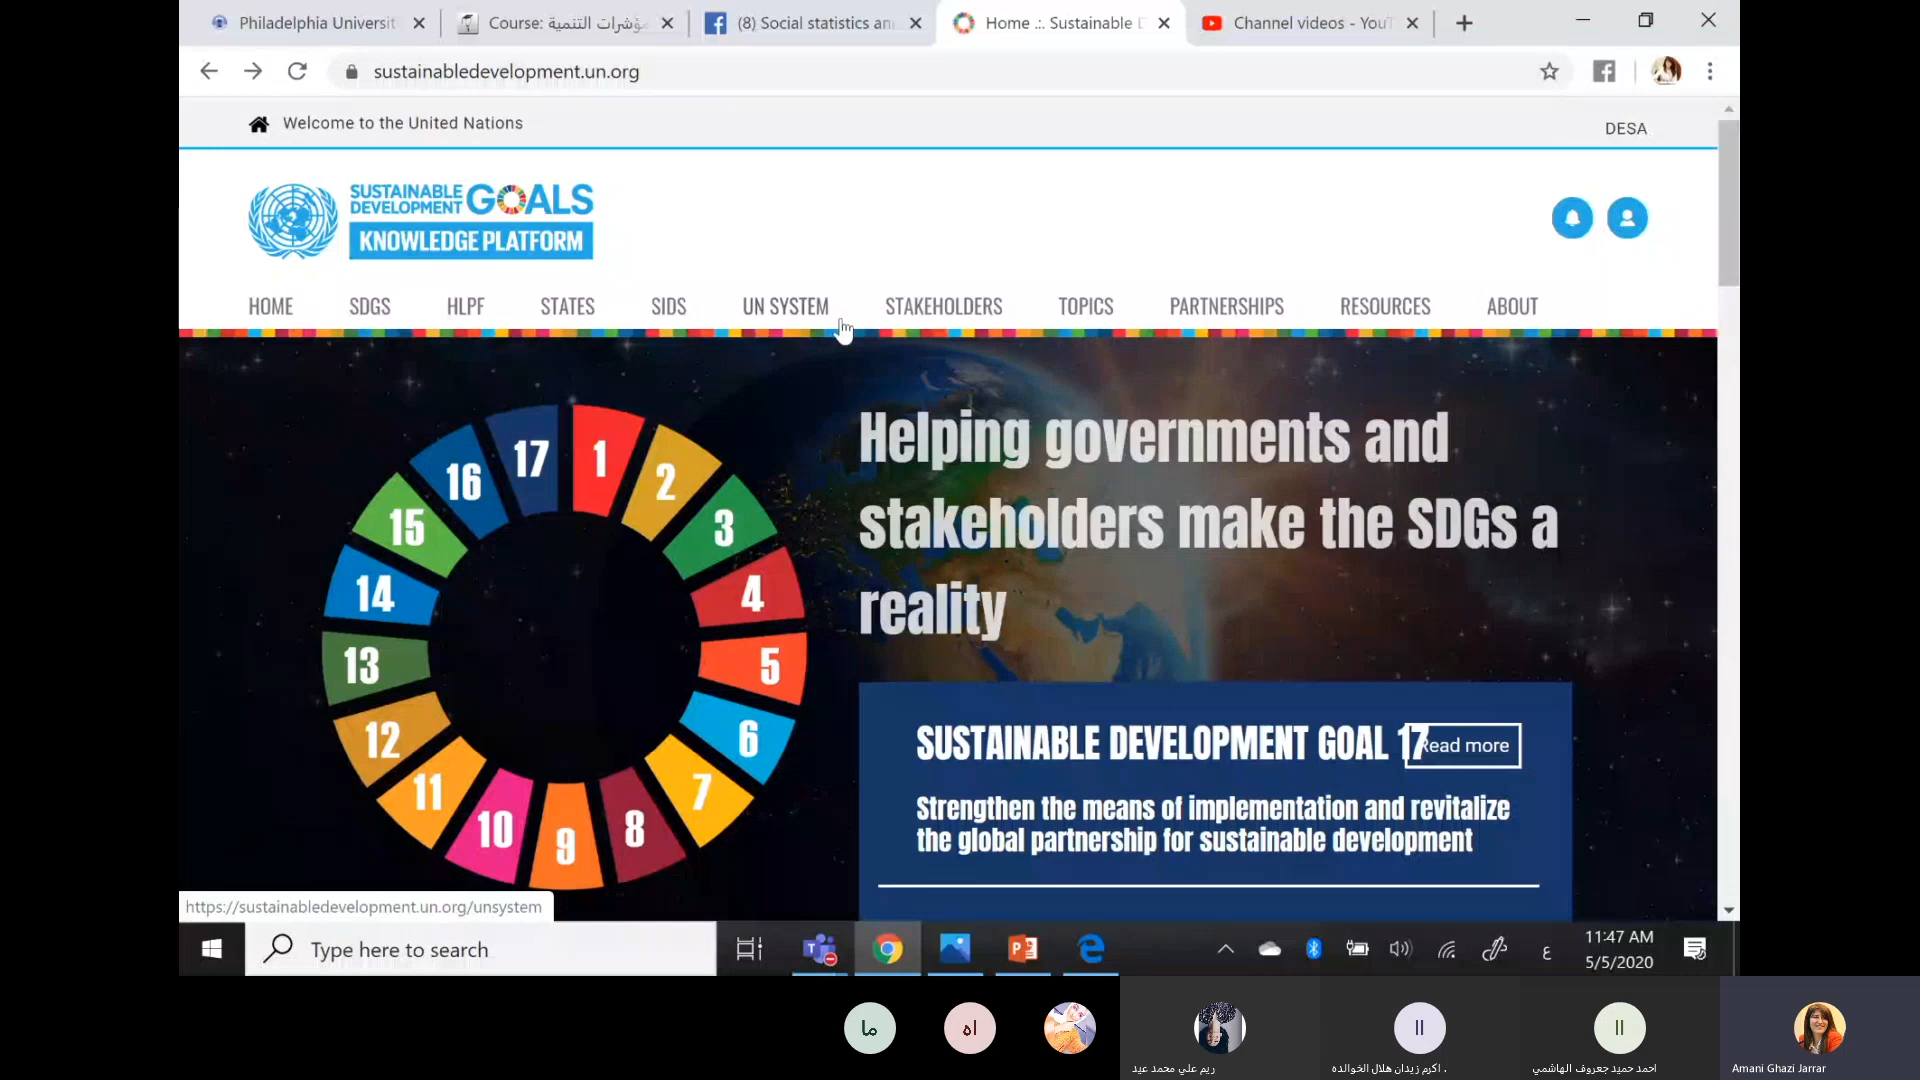 Philadelphia Universit
Course: مؤشرات التنمية
(8) Social statistics an
Home .:. Sustainable D
Channel videos - YouT
sustainabledevelopment.un.org
Welcome to the United Nations
DESA
SUSTAINABLE DEVELOPMENT GOALS
KNOWLEDGE PLATFORM
HOME SDGS HLPF STATES SIDS UN SYSTEM STAKEHOLDERS TOPICS PARTNERSHIPS RESOURCES ABOUT
Helping governments and
stakeholders make the SDGs a
reality
1
2
3
4
5
6
7
8
9
10
11
12
13
14
15
16
17
SUSTAINABLE DEVELOPMENT GOAL 17
Read more
Strengthen the means of implementation and revitalize
the global partnership for sustainable development
https://sustainabledevelopment.un.org/unsystem
Type here to search
ع
11:47 AM
5/5/2020
ما
اه
اا
اا
ريم علي محمد عيد
اكرم زيدان هلال الخوالده .
احمد حميد جعروف الهاشمي
Amani Ghazi Jarrar